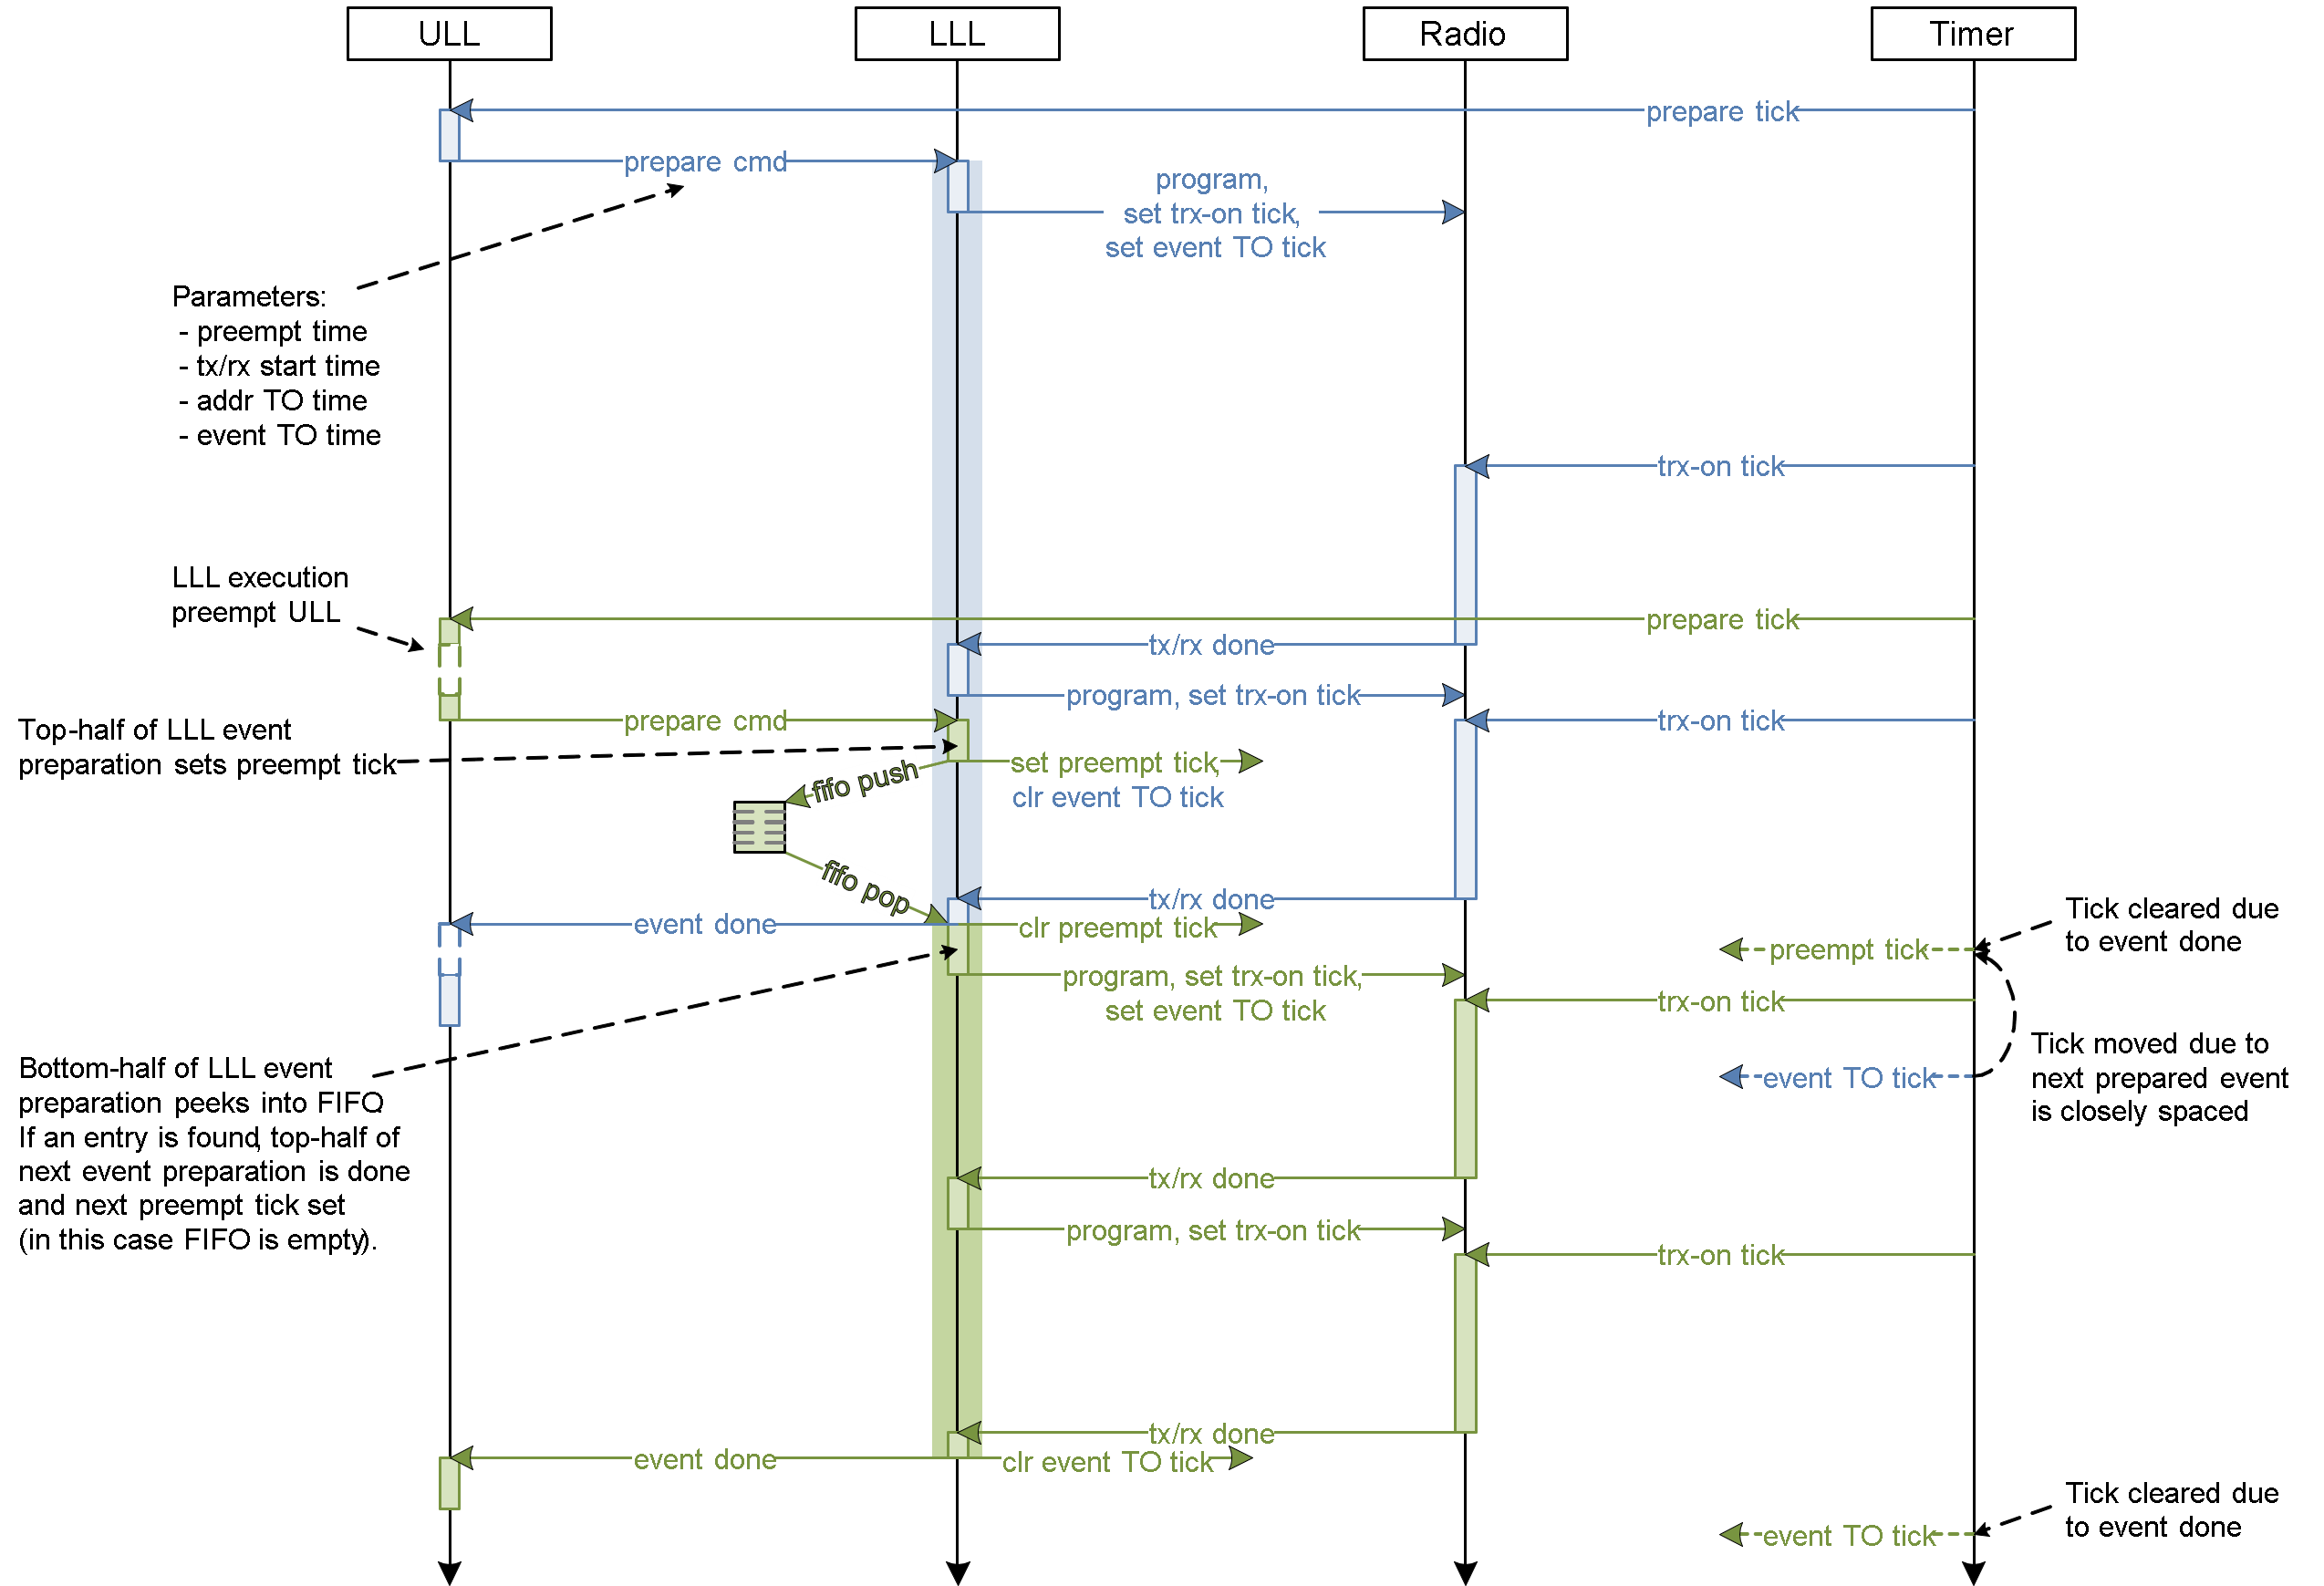 ULL
LLL
Radio
Timer
prepare tick
prepare cmd
program,
set trx-on tick,
set event TO tick
Parameters:
- preempt time
- tx/rx start time
- addr TO time
- event TO time
trx-on tick
LLL execution
preempt ULL
prepare tick
tx/rx done
program, set trx-on tick
prepare cmd
trx-on tick
Top-half of LLL event
preparation sets preempt tick
set preempt tick,
clr event TO tick
fifo push
fifo pop
tx/rx done
event done
clr preempt tick
Tick cleared due
to event done
preempt tick
program, set trx-on tick,
set event TO tick
trx-on tick
Tick moved due to
next prepared event
is closely spaced
event TO tick
Bottom-half of LLL event
preparation peeks into FIFO.
If an entry is found, top-half of
next event preparation is done
and next preempt tick set
(in this case FIFO is empty).
tx/rx done
program, set trx-on tick
trx-on tick
tx/rx done
event done
clr event TO tick
Tick cleared due
to event done
event TO tick